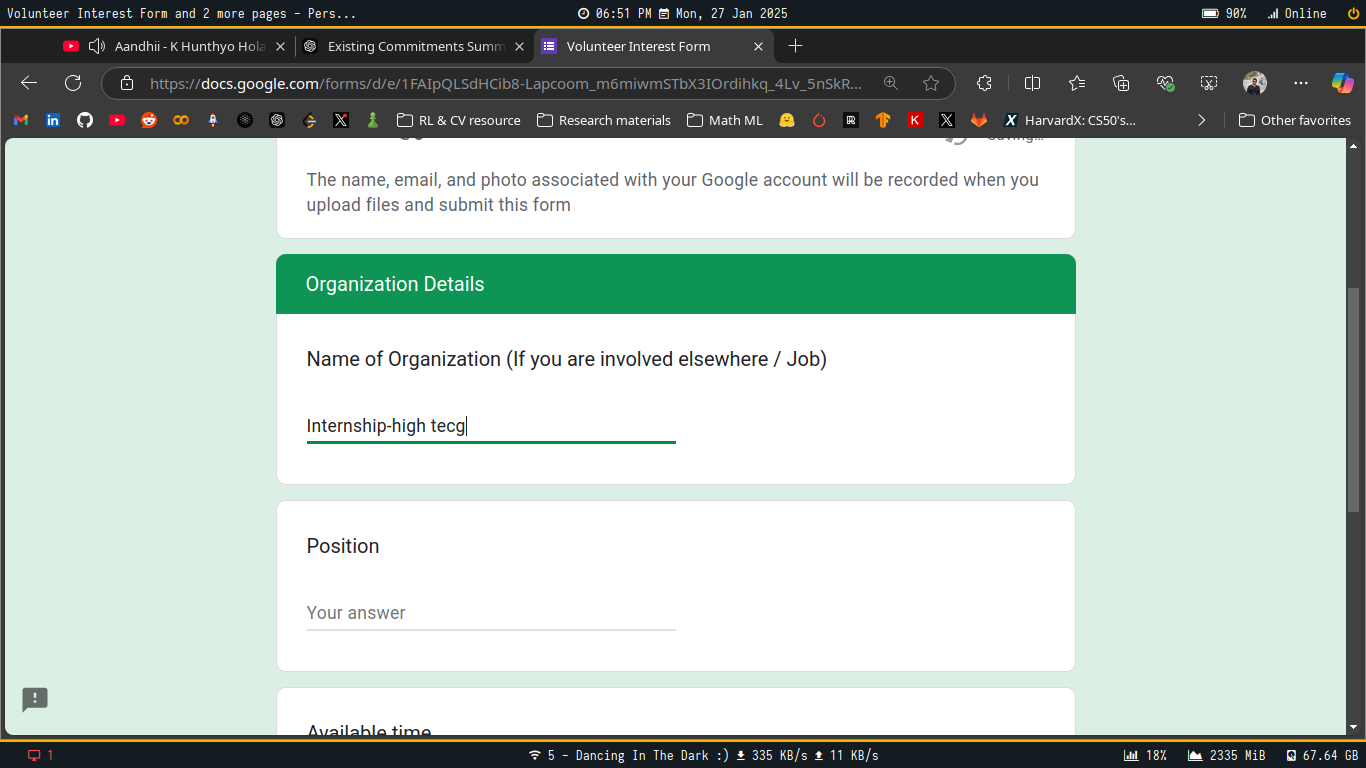 Volunteer Interest Form and 2 more pages – Pers...
06:51 PM Mon, 27 Jan 2025
90% Online
Aandhii - K Hunthyo Hola
Existing Commitments Summ
Volunteer Interest Form
https://docs.google.com/forms/d/e/1FAIpQLSdHCib8-Lapcoom_m6miwmSTbX3IOrdihkq_4Lv_5nSkR...
RL & CV resource Research materials Math ML HarvardX: CS50's... Other favorites
Saving...
The name, email, and photo associated with your Google account will be recorded when you
upload files and submit this form
Organization Details
Name of Organization (If you are involved elsewhere / Job)
Internship-high tecg
Position
Your answer
Available time
1
5 – Dancing In The Dark :) 335 KB/s 11 KB/s
18% 2335 MiB 67.64 GB